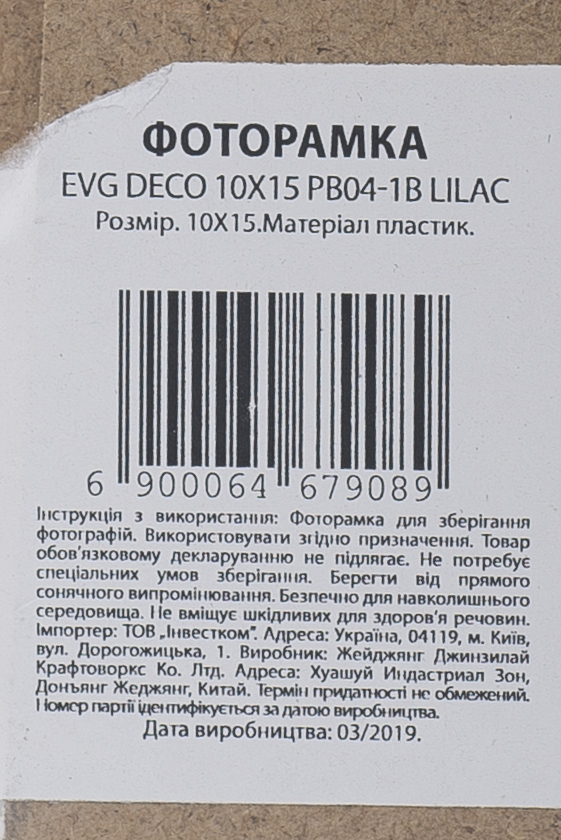 ФОТОРАМКА
EVG DECO 10X15 PB04-1B LILAC
Розмір. 10X15.Матеріал пластик.
6 900064 679089
Інструкція з використання: Фоторамка для зберігання
фотографій. Використовувати згідно призначення. Товар
обов'язковому декларуванню не підлягає. Не потребує
спеціальних умов зберігання. Берегти від прямого
сонячного випромінювання. Безпечно для навколишнього
середовища. Не вміщує шкідливих для здоров'я речовин.
Імпортер: ТОВ „Інвестком". Адреса: Україна, 04119, м. Київ,
вул. Дорогожицька, 1. Виробник: Жейджянг Джинзилай
Крафтоворкс Ко. Лтд. Адреса: Хуашуй Индастриал Зон,
Донъянг Жеджянг, Китай. Термін придатності не обмежений.
Номер партії ідентифікується за датою виробництва.
Дата виробництва: 03/2019.